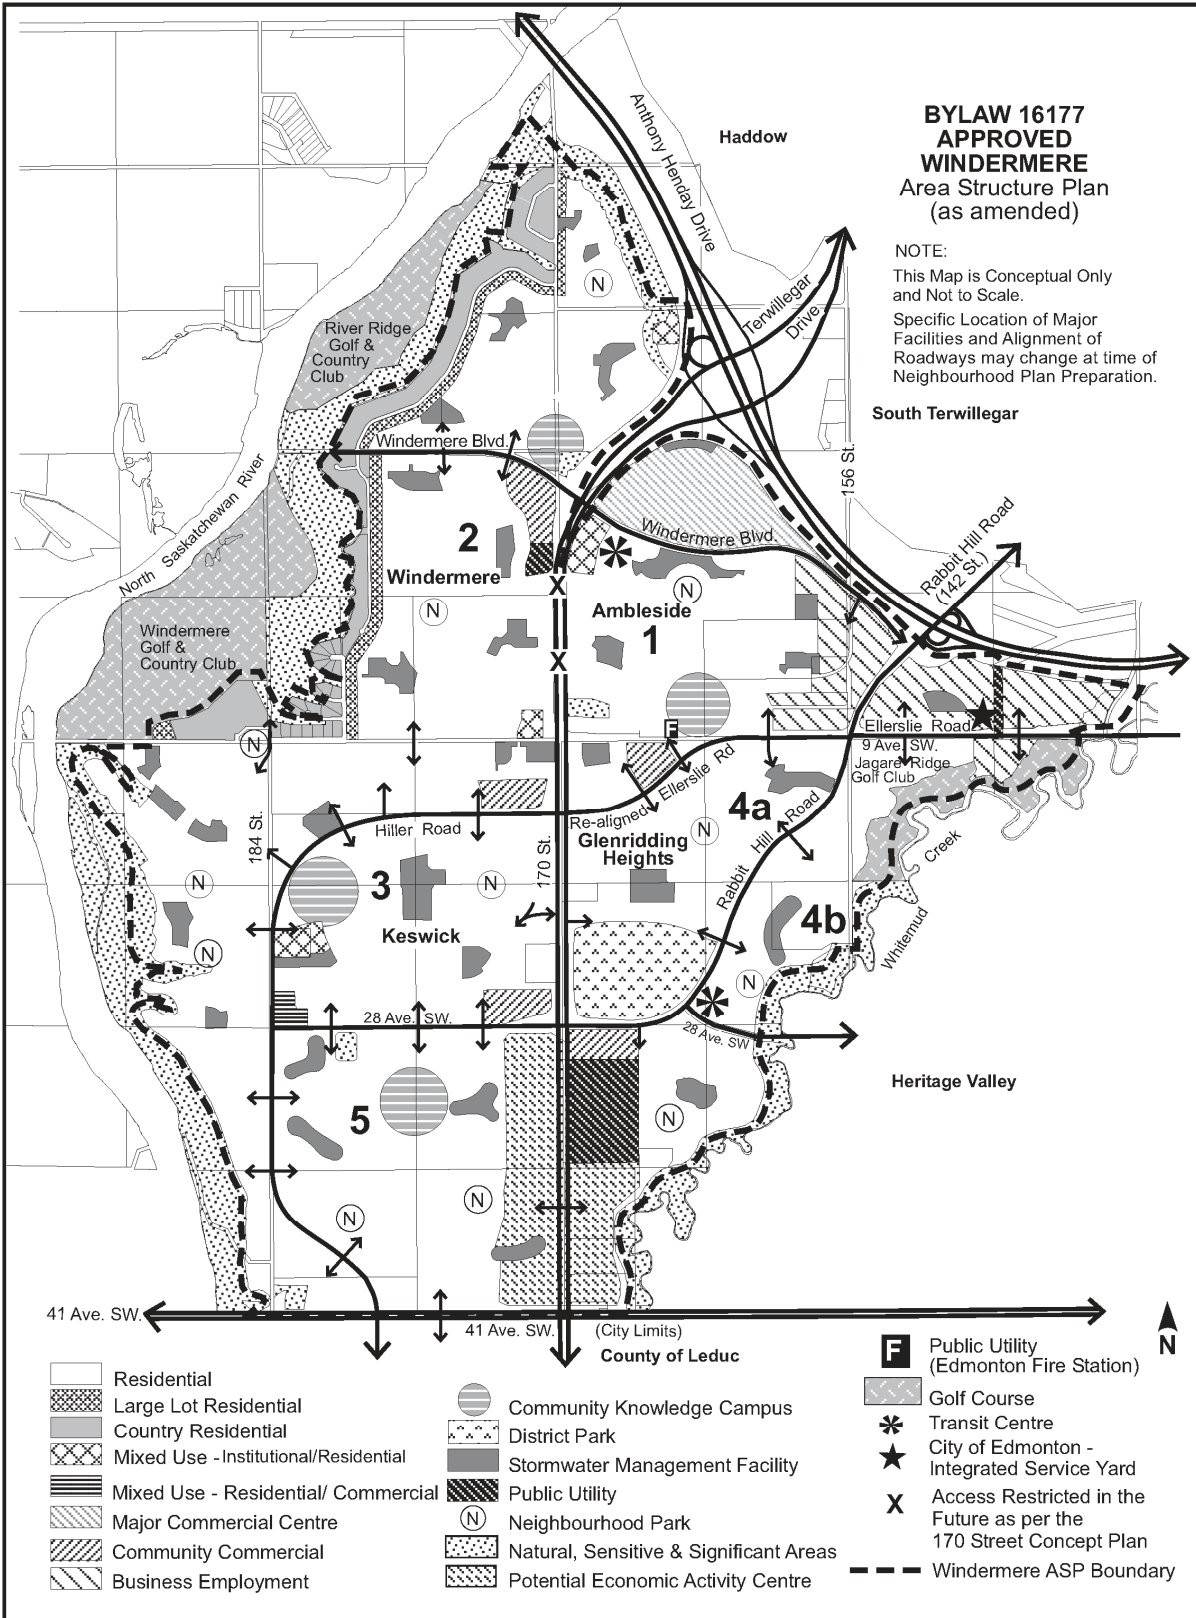 BYLAW 16177
APPROVED
WINDERMERE
Area Structure Plan
(as amended)
NOTE:
This Map is Conceptual Only
and Not to Scale.
Specific Location of Major
Facilities and Alignment of
Roadways may change at time of
Neighbourhood Plan Preparation.
Haddow
Anthony Henday Drive
Terwillegar
Drive
South Terwillegar
N
River Ridge
Golf &
Country
Club
Windermere Blvd.
156 St.
North Saskatchewan River
2
Windermere
N
Windermere Blvd.
N
X
Ambleside
1
X
Rabbit Hill Road
(142 St.)
Windermere
Golf &
Country Club
N
F
Ellerslie Road
9 Ave. SW.
Jagare Ridge
Golf Club
Re-aligned Ellerslie Rd
4a
Hiller Road
184 St.
170 St.
Glenridding
Heights
N
Rabbit Hill Road
Creek
Whitemud
N
3
N
Keswick
4b
N
N
28 Ave. SW.
28 Ave. SW
Heritage Valley
5
N
N
N
41 Ave. SW.
41 Ave. SW.
(City Limits)
County of Leduc
N
Residential
Large Lot Residential
Country Residential
Mixed Use - Institutional/Residential
Mixed Use - Residential/ Commercial
Major Commercial Centre
Community Commercial
Business Employment
Community Knowledge Campus
District Park
Stormwater Management Facility
Public Utility
N Neighbourhood Park
Natural, Sensitive & Significant Areas
Potential Economic Activity Centre
F Public Utility
(Edmonton Fire Station)
Golf Course
Transit Centre
City of Edmonton -
Integrated Service Yard
X Access Restricted in the
Future as per the
170 Street Concept Plan
Windermere ASP Boundary